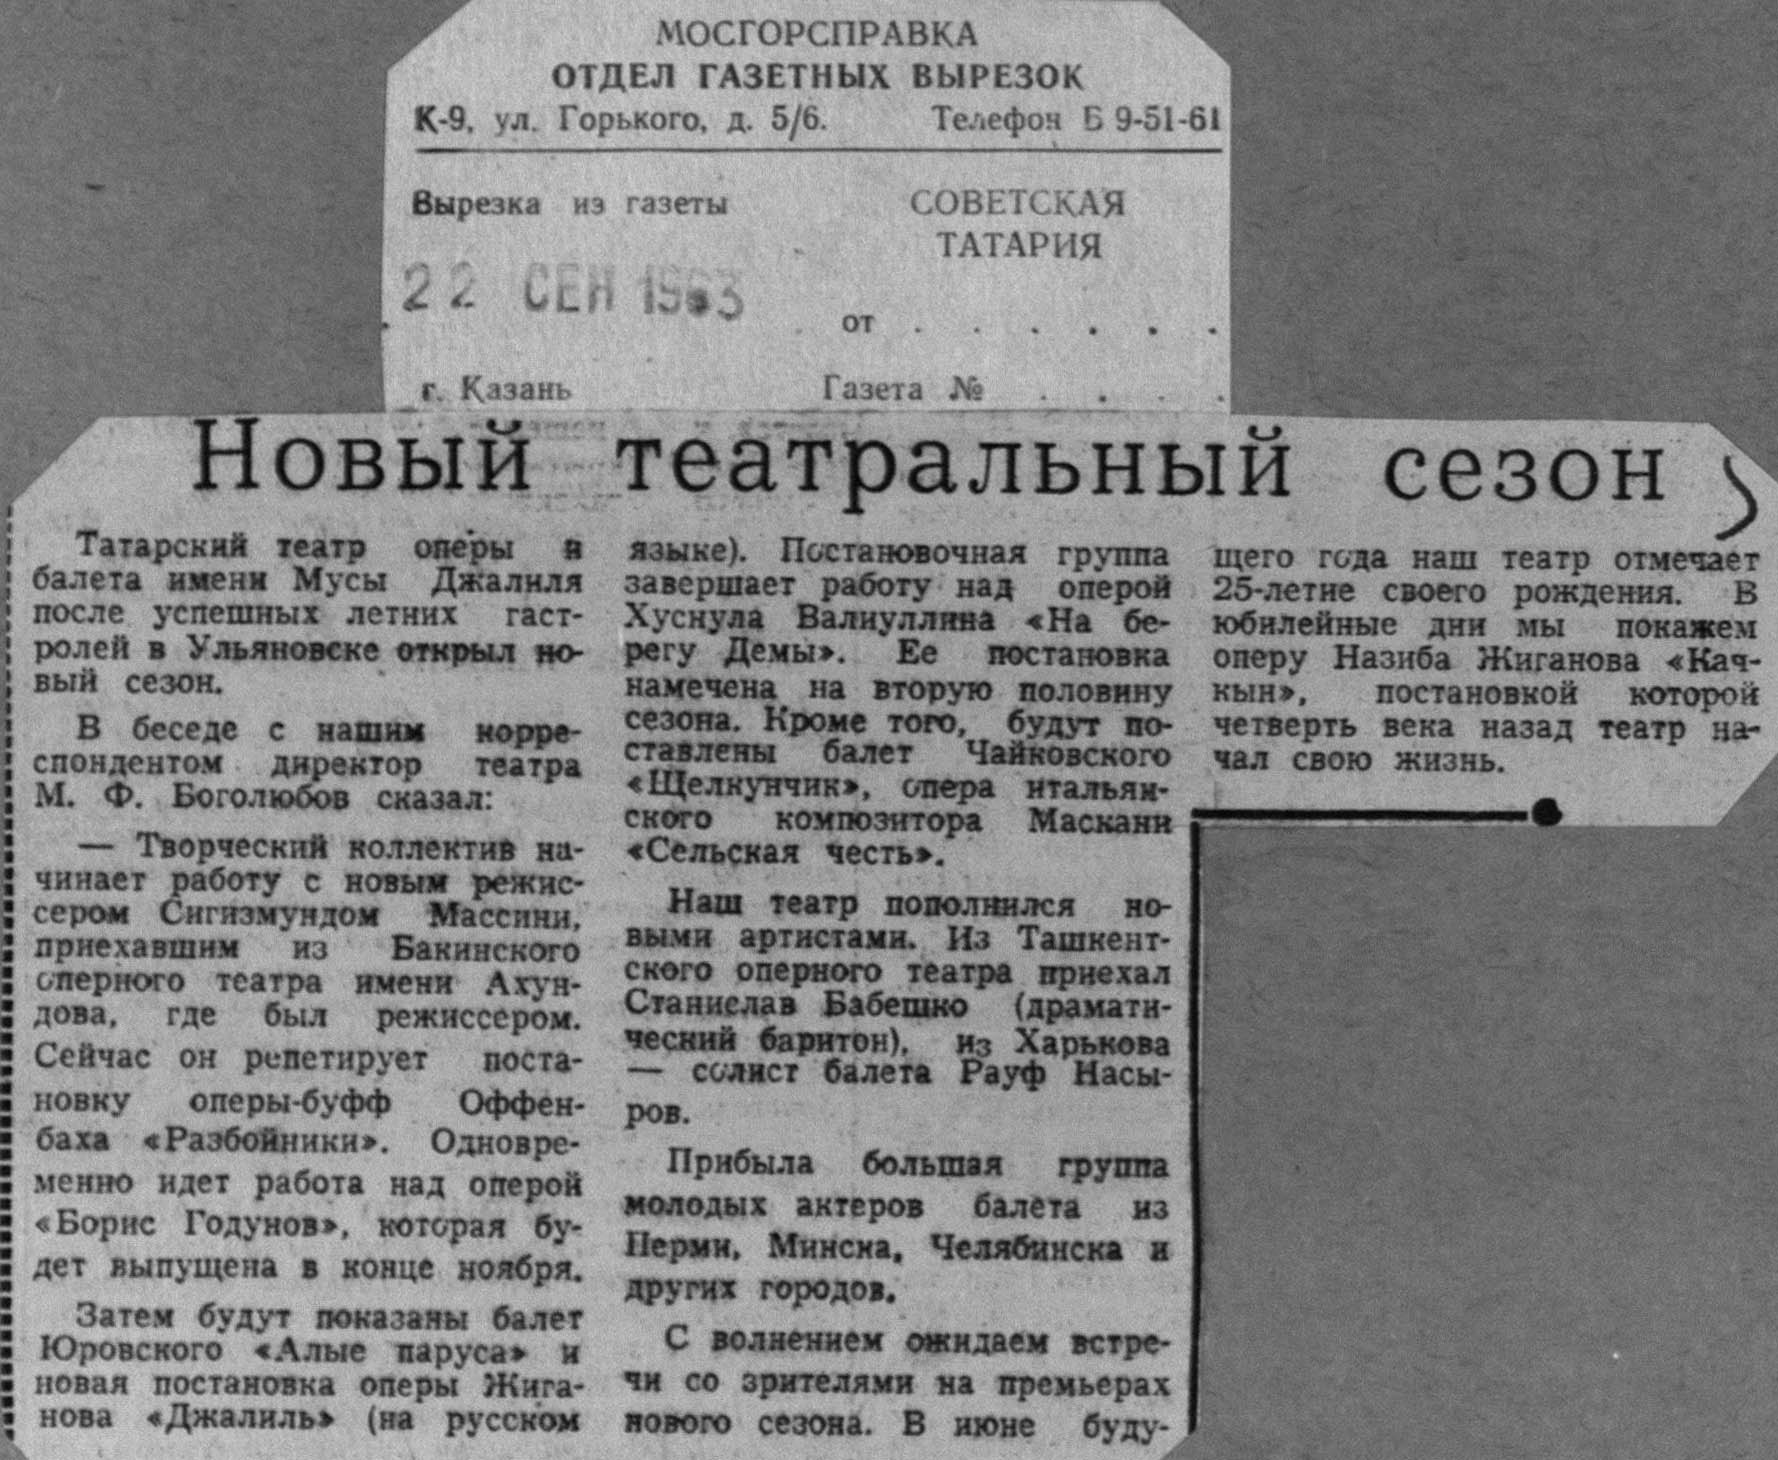 МОСГОРСПРАВКА
ОТДЕЛ ГАЗЕТНЫХ ВЫРЕЗОК
К-9, ул. Горького, д. 5/6. Телефон Б 9-51-61
Вырезка из газеты
СОВЕТСКАЯ
ТАТАРИЯ
22 СЕН 1963
от . . . . . .
г. Казань Газета № . . . .
Новый театральный сезон
Татарский театр оперы и
балета имени Мусы Джалиля
после успешных летних гаст-
ролей в Ульяновске открыл но-
вый сезон.
В беседе с нашим корре-
спондентом директор театра
М. Ф. Боголюбов сказал:
— Творческий коллектив на-
чинает работу с новым режис-
сером Сигизмундом Массини,
приехавшим из Бакинского
оперного театра имени Ахун-
дова, где был режиссером.
Сейчас он репетирует поста-
новку оперы-буфф Оффен-
баха «Разбойники». Одновре-
менно идет работа над оперой
«Борис Годунов», которая бу-
дет выпущена в конце ноября.
Затем будут показаны балет
Юровского «Алые паруса» и
новая постановка оперы Жига-
нова «Джалиль» (на русском
языке). Постановочная группа
завершает работу над оперой
Хуснула Валиуллина «На бе-
регу Демы». Ее постановка
намечена на вторую половину
сезона. Кроме того, будут по-
ставлены балет Чайковского
«Щелкунчик», опера итальян-
ского композитора Маскани
«Сельская честь».
Наш театр пополнился но-
выми артистами. Из Ташкент-
ского оперного театра приехал
Станислав Бабешко (драмати-
ческий баритон), из Харькова
— солист балета Рауф Насы-
ров.
Прибыла большая группа
молодых актеров балета из
Перми, Минска, Челябинска и
других городов.
С волнением ожидаем встре-
чи со зрителями на премьерах
нового сезона. В июне буду-
щего года наш театр отмечает
25-летие своего рождения. В
юбилейные дни мы покажем
оперу Назиба Жиганова «Кач-
кын», постановкой которой
четверть века назад театр на-
чал свою жизнь.